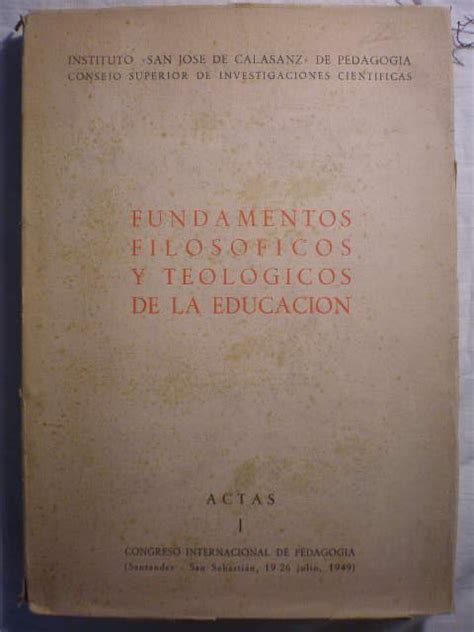 INSTITUTO «SAN JOSE DE CALASANZ» DE PEDAGOGIA
CONSEJO SUPERIOR DE INVESTIGACIONES CIENTIFICAS
FUNDAMENTOS
FILOSOFICOS
Y TEOLOGICOS
DE LA EDUCACION
ACTAS
I
CONGRESO INTERNACIONAL DE PEDAGOGIA
(Santander - San Sebastián, 19-26 julio, 1949)